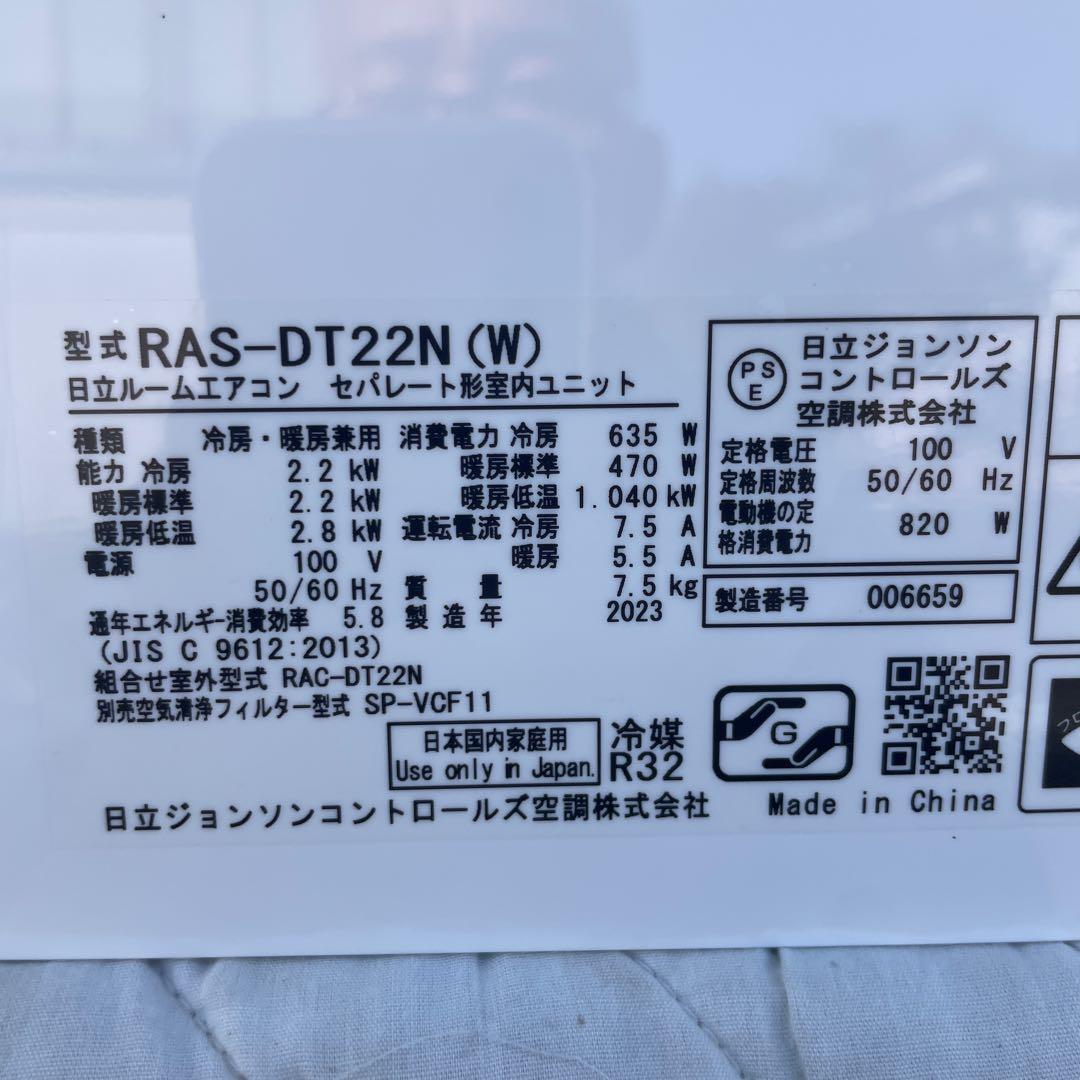 型式 RAS-DT22N(W)
日立ルームエアコン セパレート形室内ユニット
種類 冷房・暖房兼用
能力 冷房 2.2 kW
暖房標準 2.2 kW
暖房低温 2.8 kW
電源 100 V
50/60 Hz
通年エネルギー消費効率 5.8
(JIS C 9612:2013)
消費電力 冷房 635 W
暖房標準 470 W
暖房低温 1.040 kW
運転電流 冷房 7.5 A
暖房 5.5 A
質量 7.5 kg
製造年 2023
組合せ室外型式 RAC-DT22N
別売空気清浄フィルター型式 SP-VCF11
日本国内家庭用
Use only in Japan.
冷媒
R32
日立ジョンソンコントロールズ空調株式会社
PS
E
日立ジョンソン
コントロールズ
空調株式会社
定格電圧 100 V
定格周波数 50/60 Hz
電動機の定
格消費電力 820 W
製造番号 006659
G
Made in China